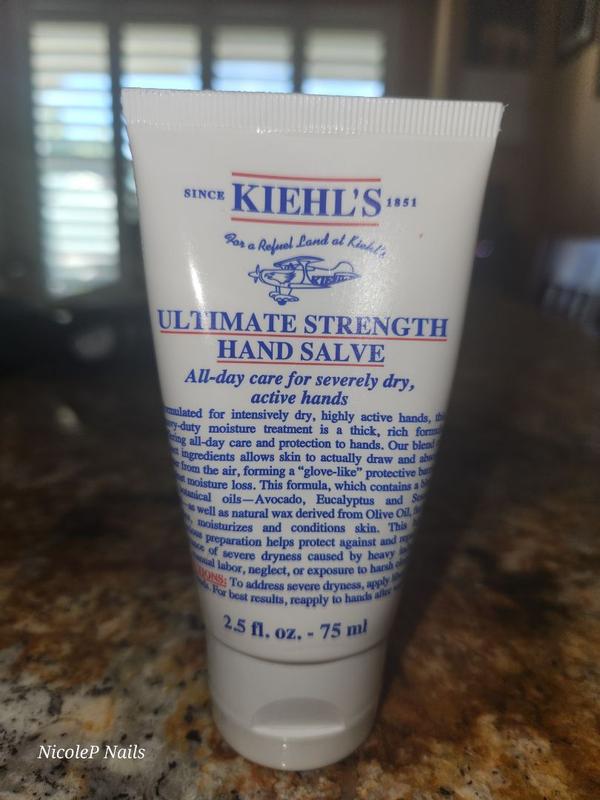 SINCE KIEHL'S 1851
For a Refuel Land at Kiehl's
KIEHL'S
ULTIMATE STRENGTH
HAND SALVE
All-day care for severely dry,
active hands
for intensively dry, highly active hands,
moisture treatment is a thick, rich
all-day care and protection to hands. Our
ingredients allows skin to actually draw and
from the air, forming a “glove-like” protective
moisture loss. This formula, which contains a
oils—Avocado, Eucalyptus and
as well as natural wax derived from Olive Oil,
moisturizes and conditions skin. This
preparation helps protect against and
of severe dryness caused by heavy
labor, neglect, or exposure to harsh
To address severe dryness, apply
For best results, reapply to hands after
2.5 fl. oz. - 75 ml
NicoleP Nails